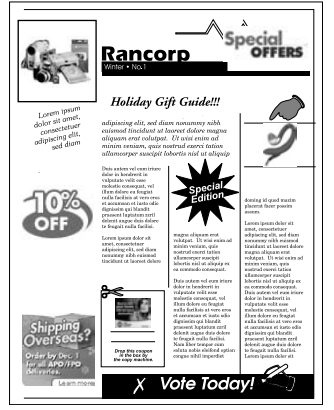 Special
OFFERS
Rancorp
Winter • No.1
Holiday Gift Guide!!!
Lorem ipsum
dolor sit amet,
consectetuer
adipiscing elit,
sed diam
adipiscing elit, sed diam nonummy nibh
euismod tincidunt ut laoreet dolore magna
aliquam erat volutpat. Ut wisi enim ad
minim veniam, quis nostrud exerci tation
ullamcorper suscipit lobortis nisl ut aliquip
10%
OFF
Shipping
Overseas?
Order by Dec. 1
for all APO/FPO
deliveries.
Learn more
Duis autem vel eum iriure
dolor in hendrerit in
vulputate velit esse
molestie consequat, vel
illum dolore eu feugiat
nulla facilisis at vero eros
et accumsan et iusto odio
dignissim qui blandit
praesent luptatum zzril
delenit augue duis dolore
te feugait nulla facilisi.
Lorem ipsum dolor sit
amet, consectetuer
adipiscing elit, sed diam
nonummy nibh euismod
tincidunt ut laoreet dolore
Drop this coupon
in the box by
the copy machine.
Special
Edition
magna aliquam erat
volutpat. Ut wisi enim ad
minim veniam, quis
nostrud exerci tation
ullamcorper suscipit
lobortis nisl ut aliquip ex
ea commodo consequat.
Duis autem vel eum iriure
dolor in hendrerit in
vulputate velit esse
molestie consequat, vel
illum dolore eu feugiat
nulla facilisis at vero eros
et accumsan et iusto odio
dignissim qui blandit
praesent luptatum zzril
delenit augue duis dolore
te feugait nulla facilisi.
Nam liber tempor cum
soluta nobis eleifend option
congue nihil imperdiet
doming id quod mazim
placerat facer possim
assum.
Lorem ipsum dolor sit
amet, consectetuer
adipiscing elit, sed diam
nonummy nibh euismod
tincidunt ut laoreet dolore
magna aliquam erat
volutpat. Ut wisi enim ad
minim veniam, quis
nostrud exerci tation
ullamcorper suscipit
lobortis nisl ut aliquip ex
ea commodo consequat.
Duis autem vel eum iriure
dolor in hendrerit in
vulputate velit esse
molestie consequat, vel
illum dolore eu feugiat
nulla facilisis at vero eros
et accumsan et iusto odio
dignissim qui blandit
praesent luptatum zzril
delenit augue duis dolore
te feugait nulla facilisi.
Lorem ipsum dolor sit
✗ Vote Today!